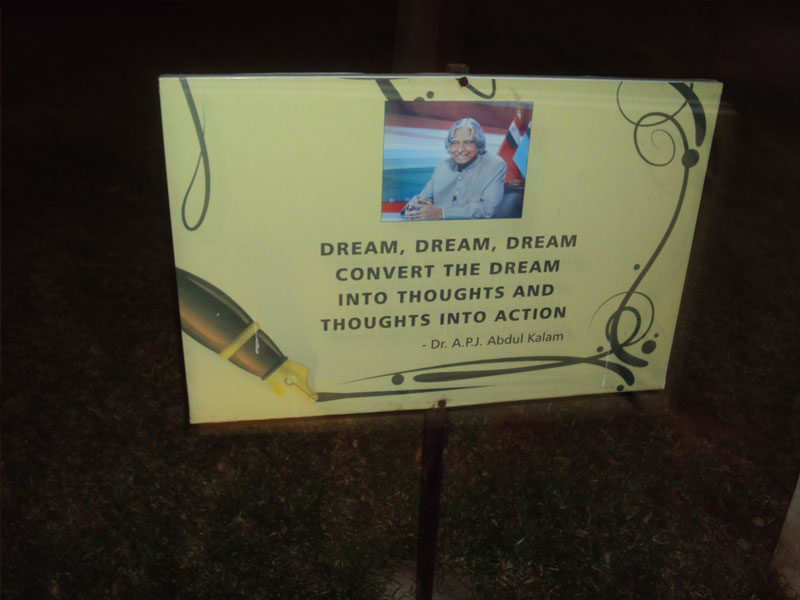 DREAM, DREAM, DREAM
CONVERT THE DREAM
INTO THOUGHTS AND
THOUGHTS INTO ACTION
- Dr. A.P.J. Abdul Kalam